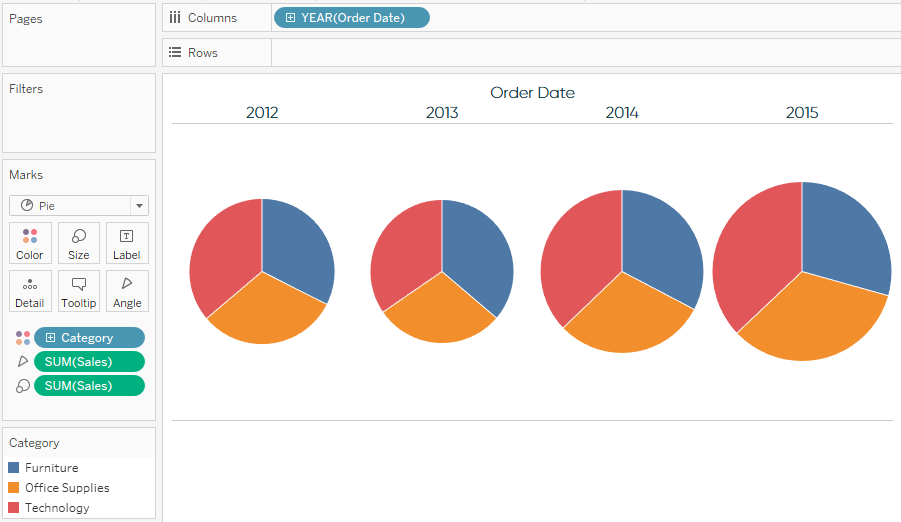 Pages
Columns
YEAR(Order Date)
Rows
Filters
Marks
Pie
Color
Size
Label
Detail
Tooltip
Angle
Category
SUM(Sales)
SUM(Sales)
Category
Furniture
Office Supplies
Technology
Order Date
2012 2013 2014 2015